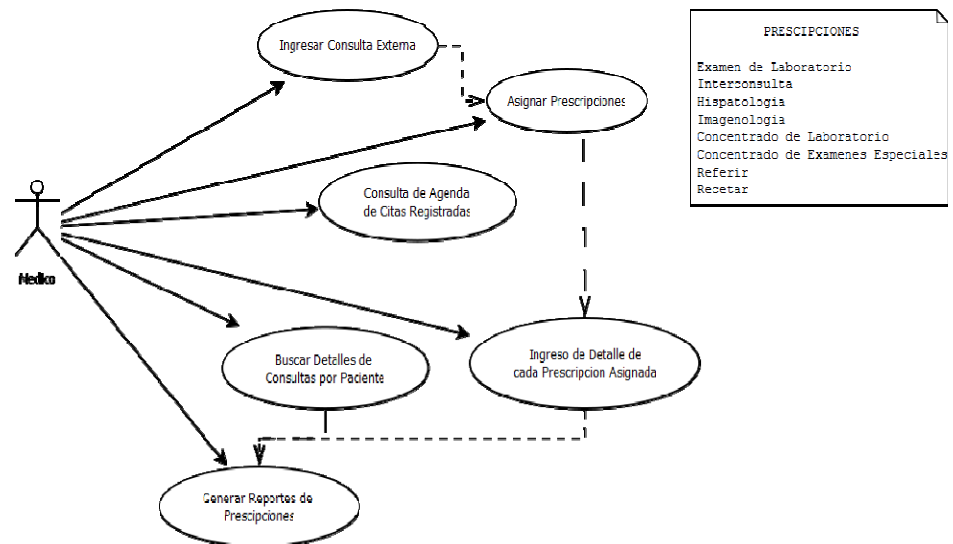 Ingresar Consulta Externa
Asignar Prescripciones
Consulta de Agenda
de Citas Registradas
Medico
Buscar Detalles de
Consultas por Paciente
Ingreso de Detalle de
cada Prescripcion Asignada
Generar Reportes de
Prescipciones
PRESCIPCIONES
Examen de Laboratorio
Interconsulta
Hispatologia
Imagenologia
Concentrado de Laboratorio
Concentrado de Examenes Especiales
Referir
Recetar